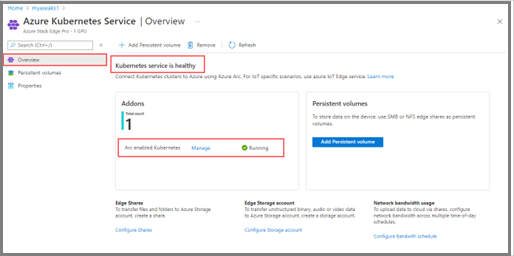 Home > myaseaks1 >
Azure Kubernetes Service | Overview ...
Azure Stack Edge Pro - 1 GPU
Search (Ctrl+/)
Add Persistent volume
Remove
Refresh
Overview
Persistent volumes
Properties
Kubernetes service is healthy
Connect Kubernetes clusters to Azure using Azure Arc. For IoT specific scenarios, use azure IoT Edge service. Learn more.
Addons
Total count
1
Arc enabled Kubernetes Manage Running
Persistent volumes
To store data on the device, use SMB or NFS edge shares as persistent
volumes.
Add Persistent volume
Edge Shares
To transfer files and folders to Azure Storage
account, create a share.
Configure Shares
Edge Storage account
To transfer unstructured binary, audio or video data
to Azure Storage account, create a storage account.
Configure Storage account
Network bandwidth usage
To upload data to cloud via shares, configure
network Bandwidth across multiple time-of-day
schedules.
Configure Bandwith schedule